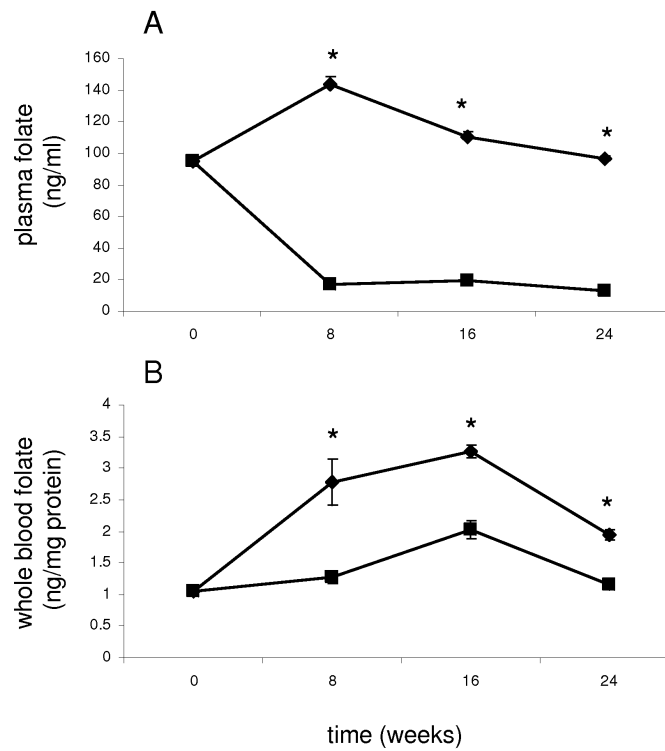 A
plasma folate
(ng/ml)
160
140
120
100
80
60
40
20
0
*
*
*
0 8 16 24
B
whole blood folate
(ng/mg protein)
4
3.5
3
2.5
2
1.5
1
0.5
0
*
*
*
0 8 16 24
time (weeks)